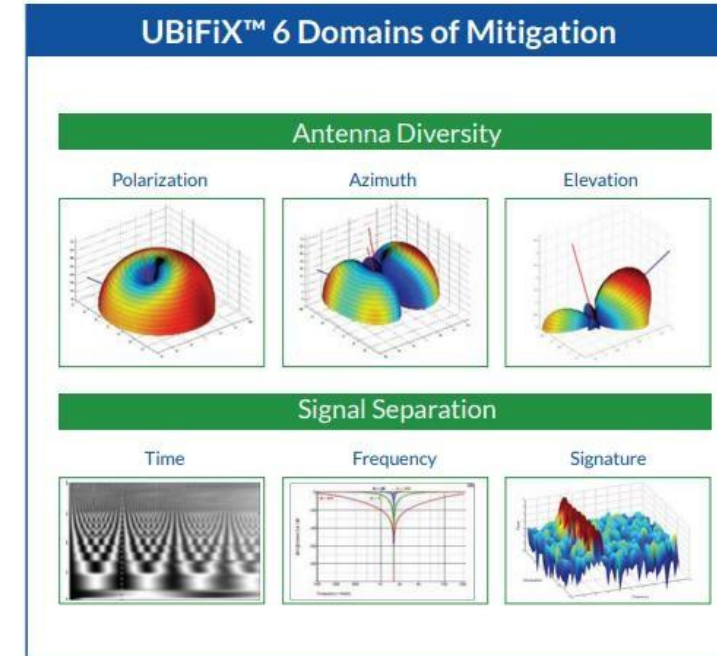 UBiFiX™ 6 Domains of Mitigation
Antenna Diversity
Polarization
Azimuth
Elevation
Signal Separation
Time
Frequency
Signature